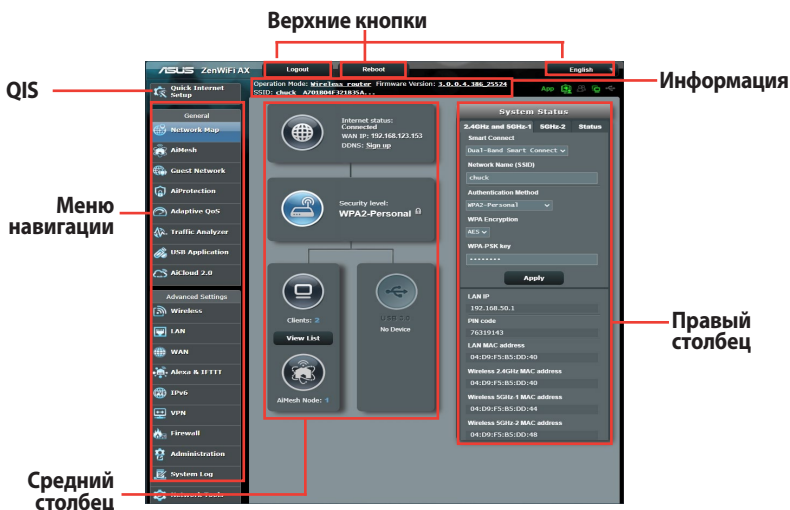 Верхние кнопки
ASUS ZenWiFi AX
Logout
Reboot
English
QIS
Quick Internet
Setup
Operation Mode: Wireless router Firmware Version: 3.0.0.4.386_25524
SSID: chuck A701B04F321835A...
App
Информация
Меню
навигации
General
Network Map
AiMesh
Guest Network
AiProtection
Adaptive QoS
Traffic Analyzer
USB Application
AiCloud 2.0
Advanced Settings
Wireless
LAN
WAN
Alexa & IFTTT
IPv6
VPN
Firewall
Administration
System Log
Network Tools
Internet status:
Connected
WAN IP: 192.168.123.153
DDNS: Sign up
Security level:
WPA2-Personal
Clients: 2
View List
AiMesh Node: 1
USB 3.0
No Device
System Status
2.4GHz and 5GHz-1 5GHz-2 Status
Smart Connect
Dual-Band Smart Connect
Network Name (SSID)
chuck
Authentication Method
WPA2-Personal
WPA Encryption
AES
WPA-PSK key
••••••••
Apply
LAN IP
192.168.50.1
PIN code
76319143
LAN MAC address
04:D9:F5:B5:DD:40
Wireless 2.4GHz MAC address
04:D9:F5:B5:DD:40
Wireless 5GHz-1 MAC address
04:D9:F5:B5:DD:44
Wireless 5GHz-2 MAC address
04:D9:F5:B5:DD:48
Правый
столбец
Средний
столбец